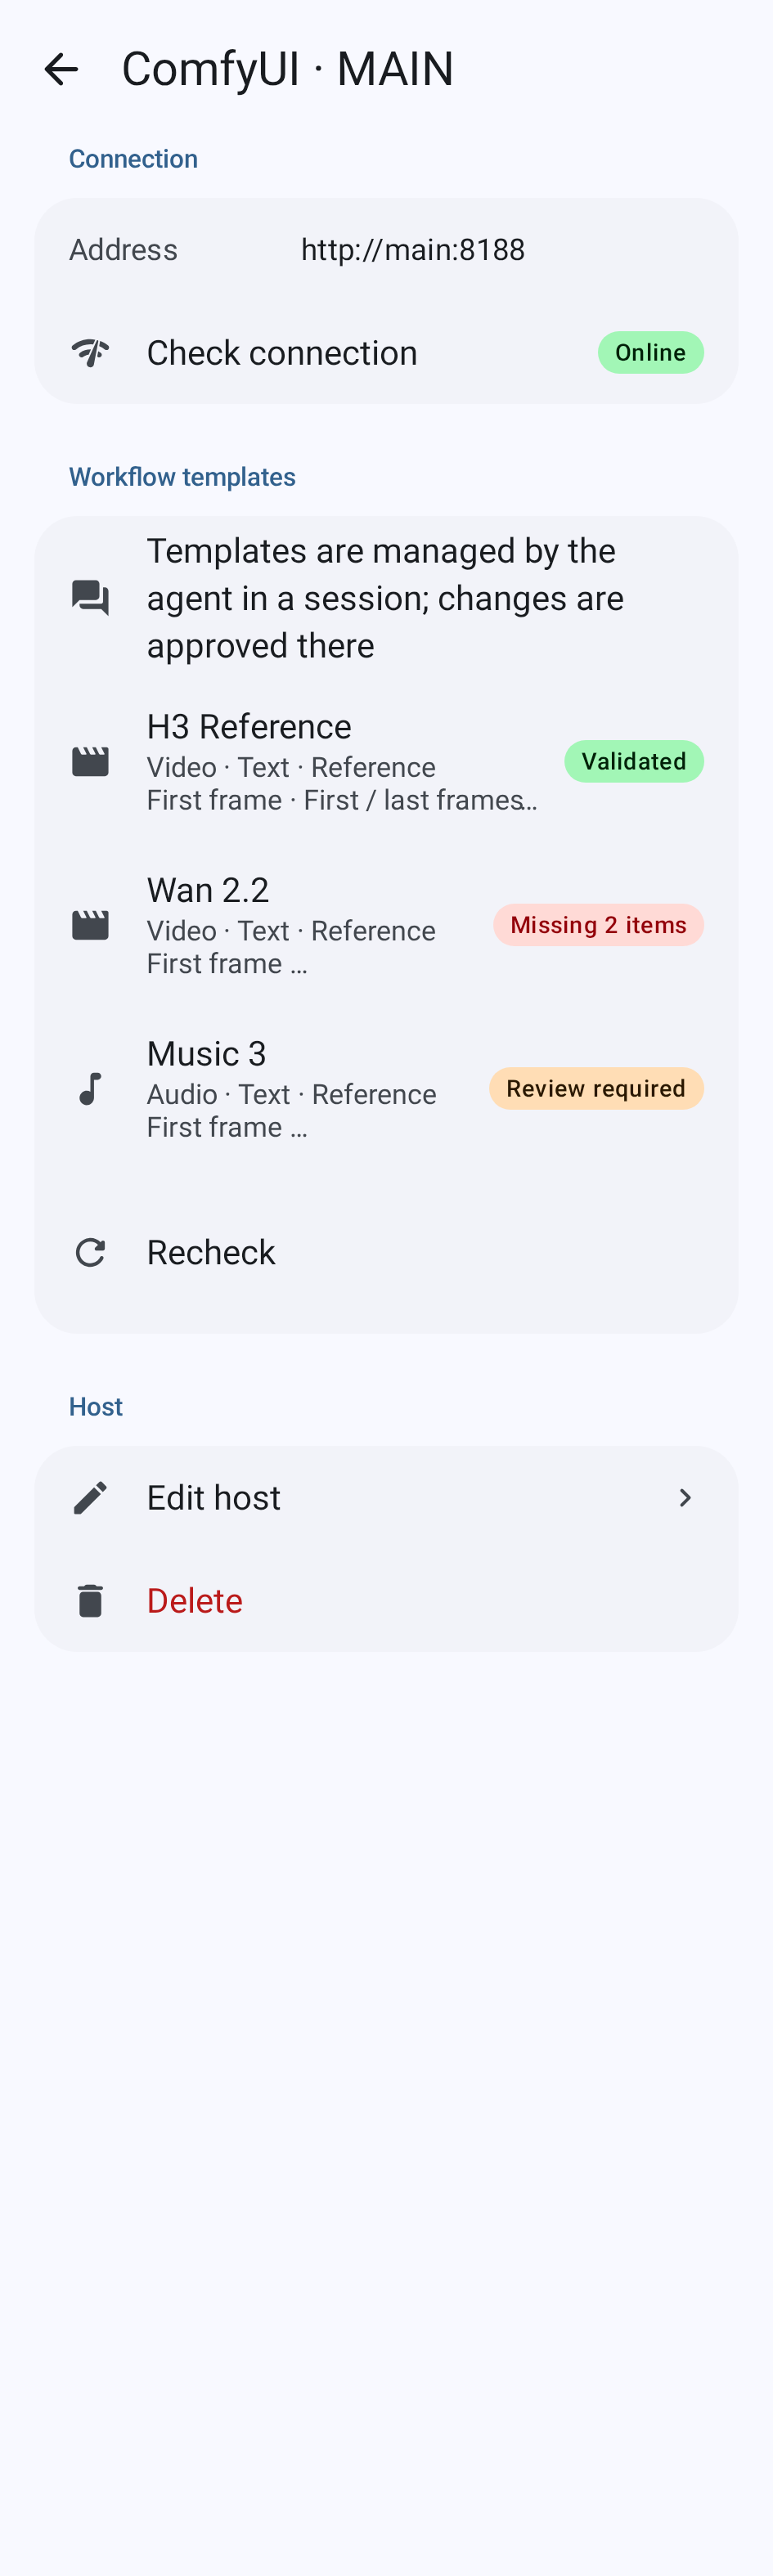 ComfyUI · MAIN
Connection
Address http://main:8188
Check connection Online
Workflow templates
Templates are managed by the
agent in a session; changes are
approved there
H3 Reference
Video · Text · Reference
First frame · First / last frames…
Validated
Wan 2.2
Video · Text · Reference
First frame …
Missing 2 items
Music 3
Audio · Text · Reference
First frame …
Review required
Recheck
Host
Edit host
Delete